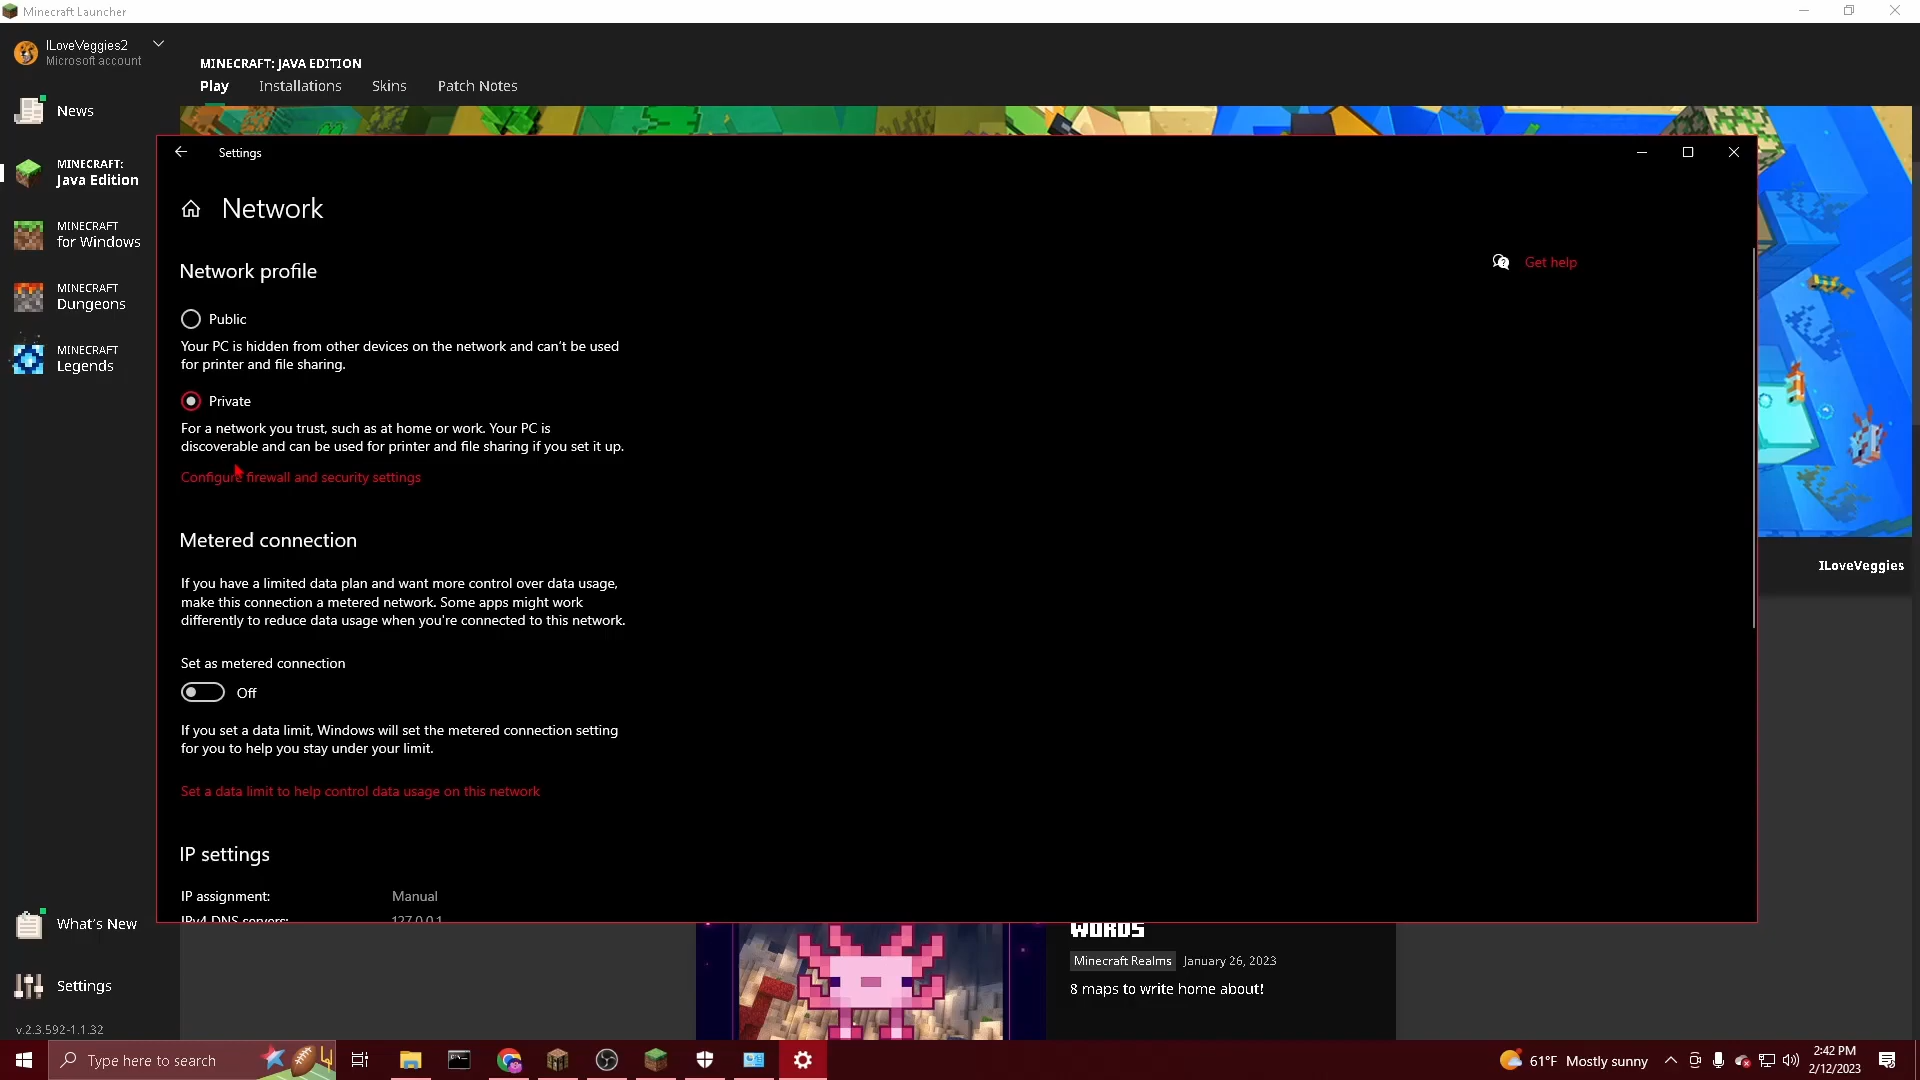 Minecraft Launcher
ILoveVeggies2
Microsoft account
MINECRAFT: JAVA EDITION
Play
Installations
Skins
Patch Notes
News
MINECRAFT:
Java Edition
MINECRAFT
for Windows
MINECRAFT
Dungeons
MINECRAFT
Legends
What's New
Settings
v.2.3.592-1.1.32
Settings
Network
Network profile
Get help
Public
Your PC is hidden from other devices on the network and can't be used
for printer and file sharing.
Private
For a network you trust, such as at home or work. Your PC is
discoverable and can be used for printer and file sharing if you set it up.
Configure firewall and security settings
Metered connection
If you have a limited data plan and want more control over data usage,
make this connection a metered network. Some apps might work
differently to reduce data usage when you're connected to this network.
Set as metered connection
Off
If you set a data limit, Windows will set the metered connection setting
for you to help you stay under your limit.
Set a data limit to help control data usage on this network
IP settings
IP assignment: Manual
IPv4 DNS servers: 127.0.0.1
ILoveVeggies
WORDS
Minecraft Realms January 26, 2023
8 maps to write home about!
Type here to search
61°F Mostly sunny
2:42 PM
2/12/2023